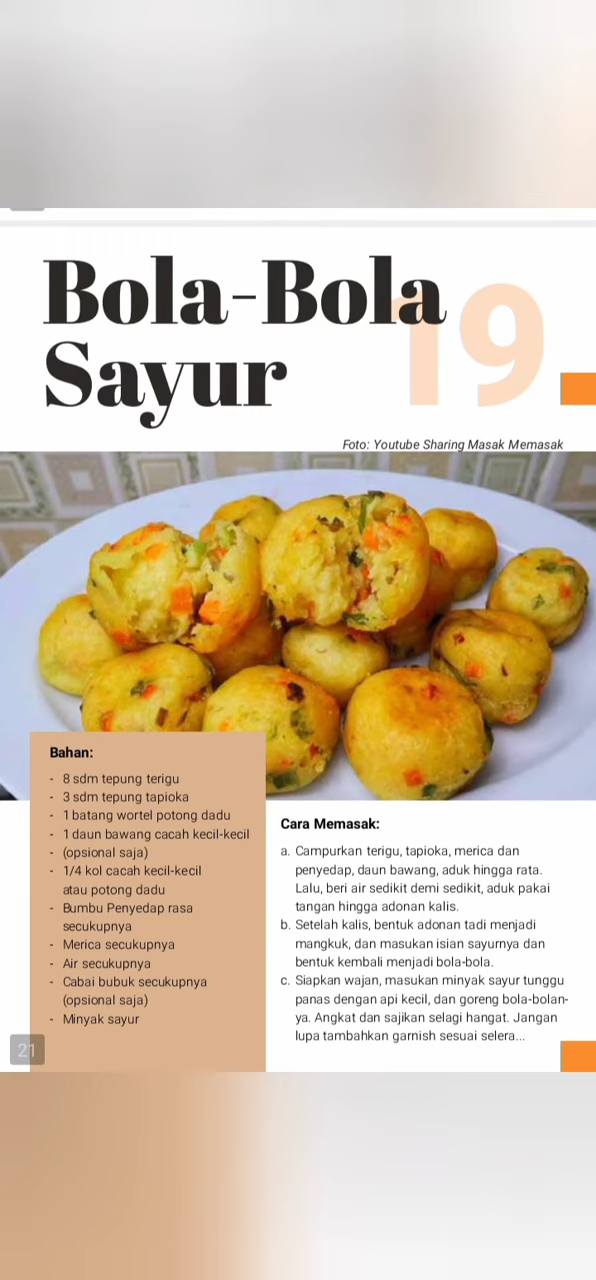 Bola-Bola
Sayur
19
Foto: Youtube Sharing Masak Memasak
Bahan:
- 8 sdm tepung terigu
- 3 sdm tepung tapioka
- 1 batang wortel potong dadu
- 1 daun bawang cacah kecil-kecil
- (opsional saja)
- 1/4 kol cacah kecil-kecil
atau potong dadu
- Bumbu Penyedap rasa
secukupnya
- Merica secukupnya
- Air secukupnya
- Cabai bubuk secukupnya
(opsional saja)
- Minyak sayur
21
Cara Memasak:
a. Campurkan terigu, tapioka, merica dan
penyedap, daun bawang, aduk hingga rata.
Lalu, beri air sedikit demi sedikit, aduk pakai
tangan hingga adonan kalis.
b. Setelah kalis, bentuk adonan tadi menjadi
mangkuk, dan masukan isian sayurnya dan
bentuk kembali menjadi bola-bola.
c. Siapkan wajan, masukan minyak sayur tunggu
panas dengan api kecil, dan goreng bola-bolan-
ya. Angkat dan sajikan selagi hangat. Jangan
lupa tambahkan garnish sesuai selera...